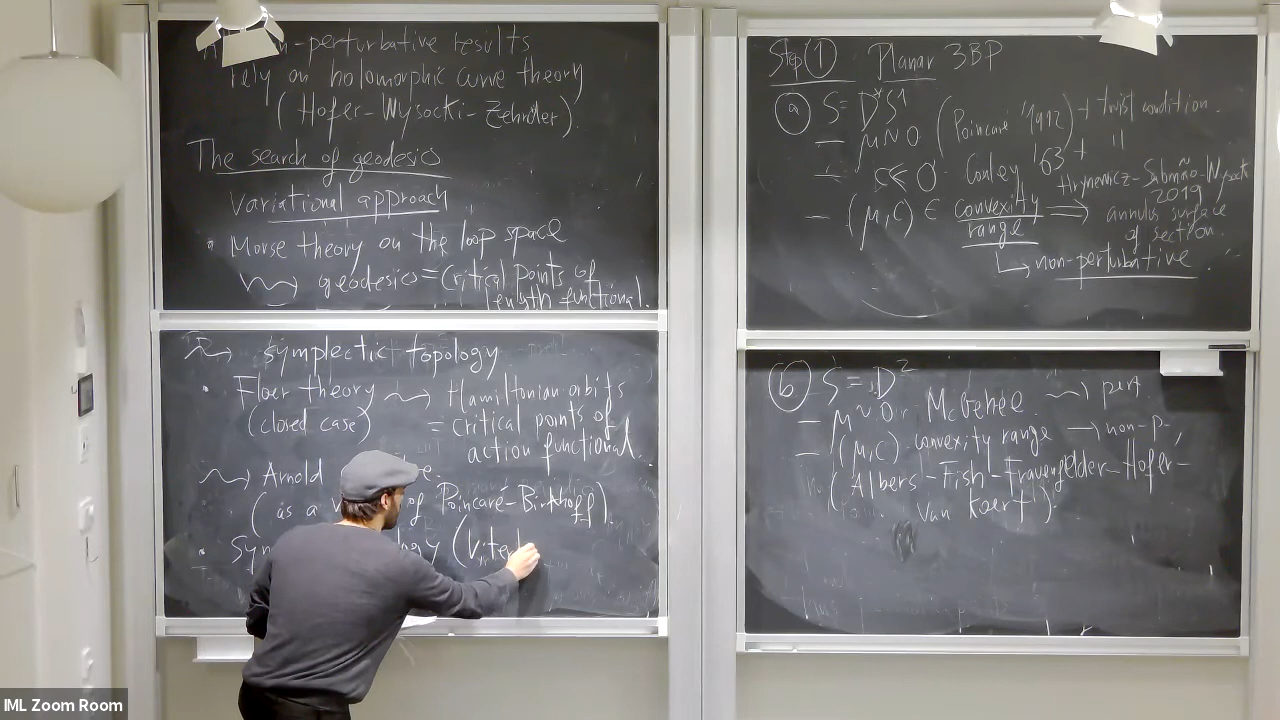 n-perturbative results
rely on holomorphic curve theory
(Hofer-Wysocki-Zehnder).
The search of geodesics
variational approach
• Morse theory on the loop space
geodesics = critical points of
length functional.
symplectic topology
• Floer theory Hamiltonian orbits
(closed case) = critical points of
action functional.
Arnold
(as a of Poincaré-Birkhoff).
• Sym gy (Vite
Step ① Planar 3BP
ⓐ S = D*S¹
– μ~0 (Poincaré 1912) + twist condition.
– c≪0 Conley '63 + "
– (μ,c) ∈ convexity range ⟹ Hryniewicz-Salomão-Wysocki 2019
annulus surface
of section.
↳ non-perturbative.
ⓑ S = D²
– μ~0: McGehee pert.
– (μ,c) convexity range → non-p.
(Albers-Fish-Frauenfelder-Hofer-
van Koert).
IML Zoom Room